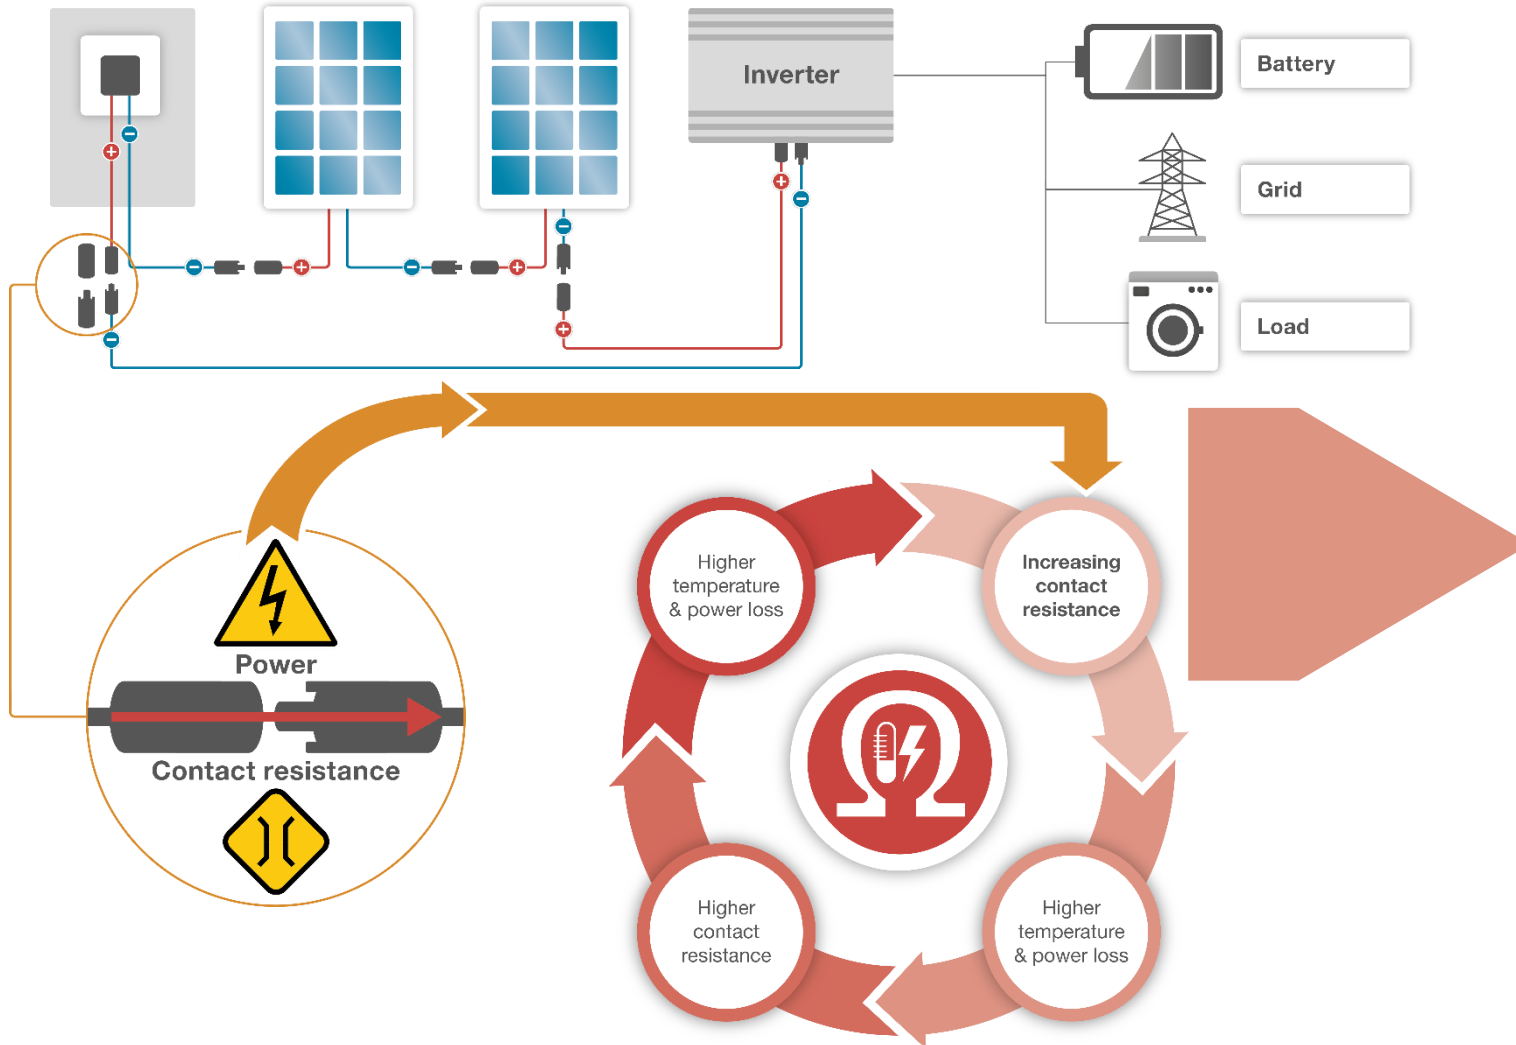 Inverter
Battery
Grid
Load
Power
Contact resistance
Higher
temperature
& power loss
Increasing
contact
resistance
Higher
contact
resistance
Higher
temperature
& power loss